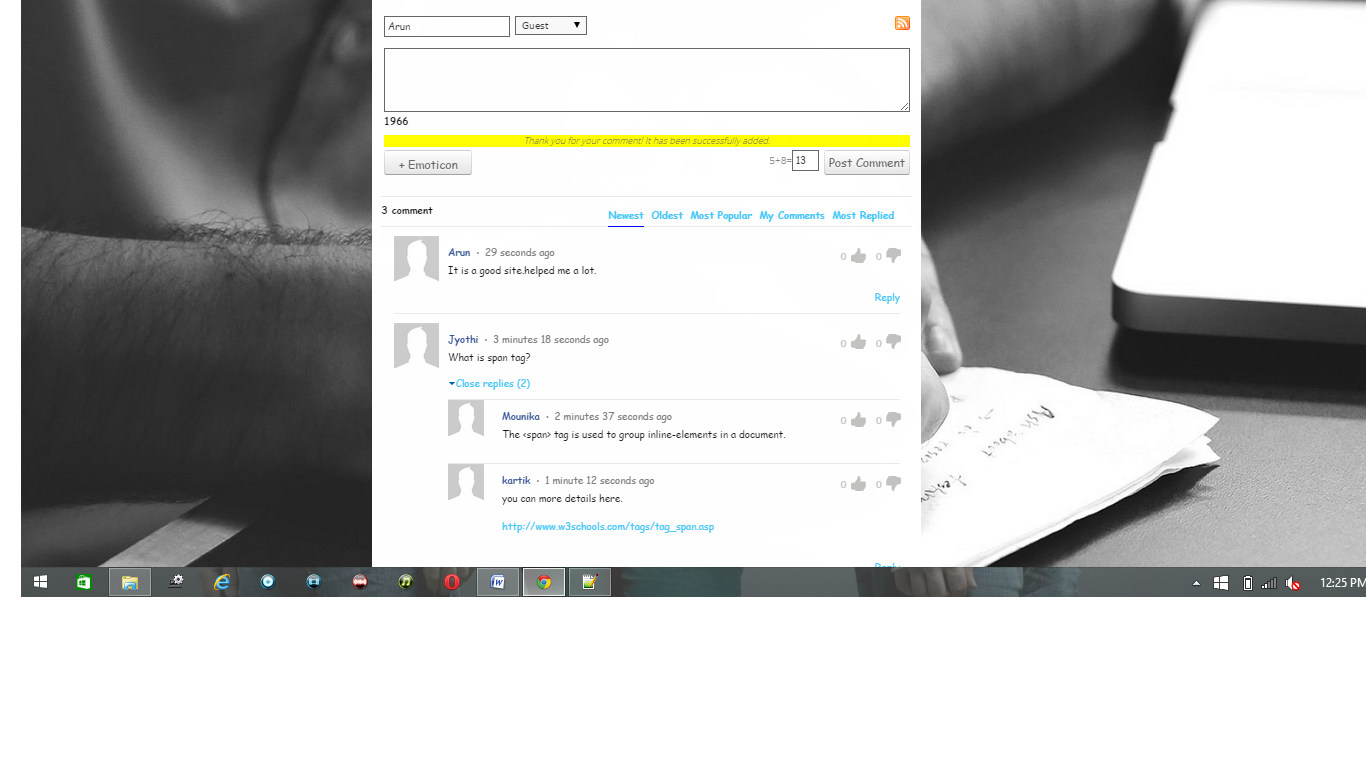 Arun Guest
1966
Thank you for your comment! It has been successfully added.
+ Emoticon 5+8= 13 Post Comment
3 comment Newest Oldest Most Popular My Comments Most Replied
Arun • 29 seconds ago 0 0
It is a good site.helped me a lot.
Reply
Jyothi • 3 minutes 18 seconds ago 0 0
What is span tag?
Close replies (2)
Mounika • 2 minutes 37 seconds ago 0 0
The <span> tag is used to group inline-elements in a document.
kartik • 1 minute 12 seconds ago 0 0
you can more details here.
http://www.w3schools.com/tags/tag_span.asp
Reply
12:25 PM